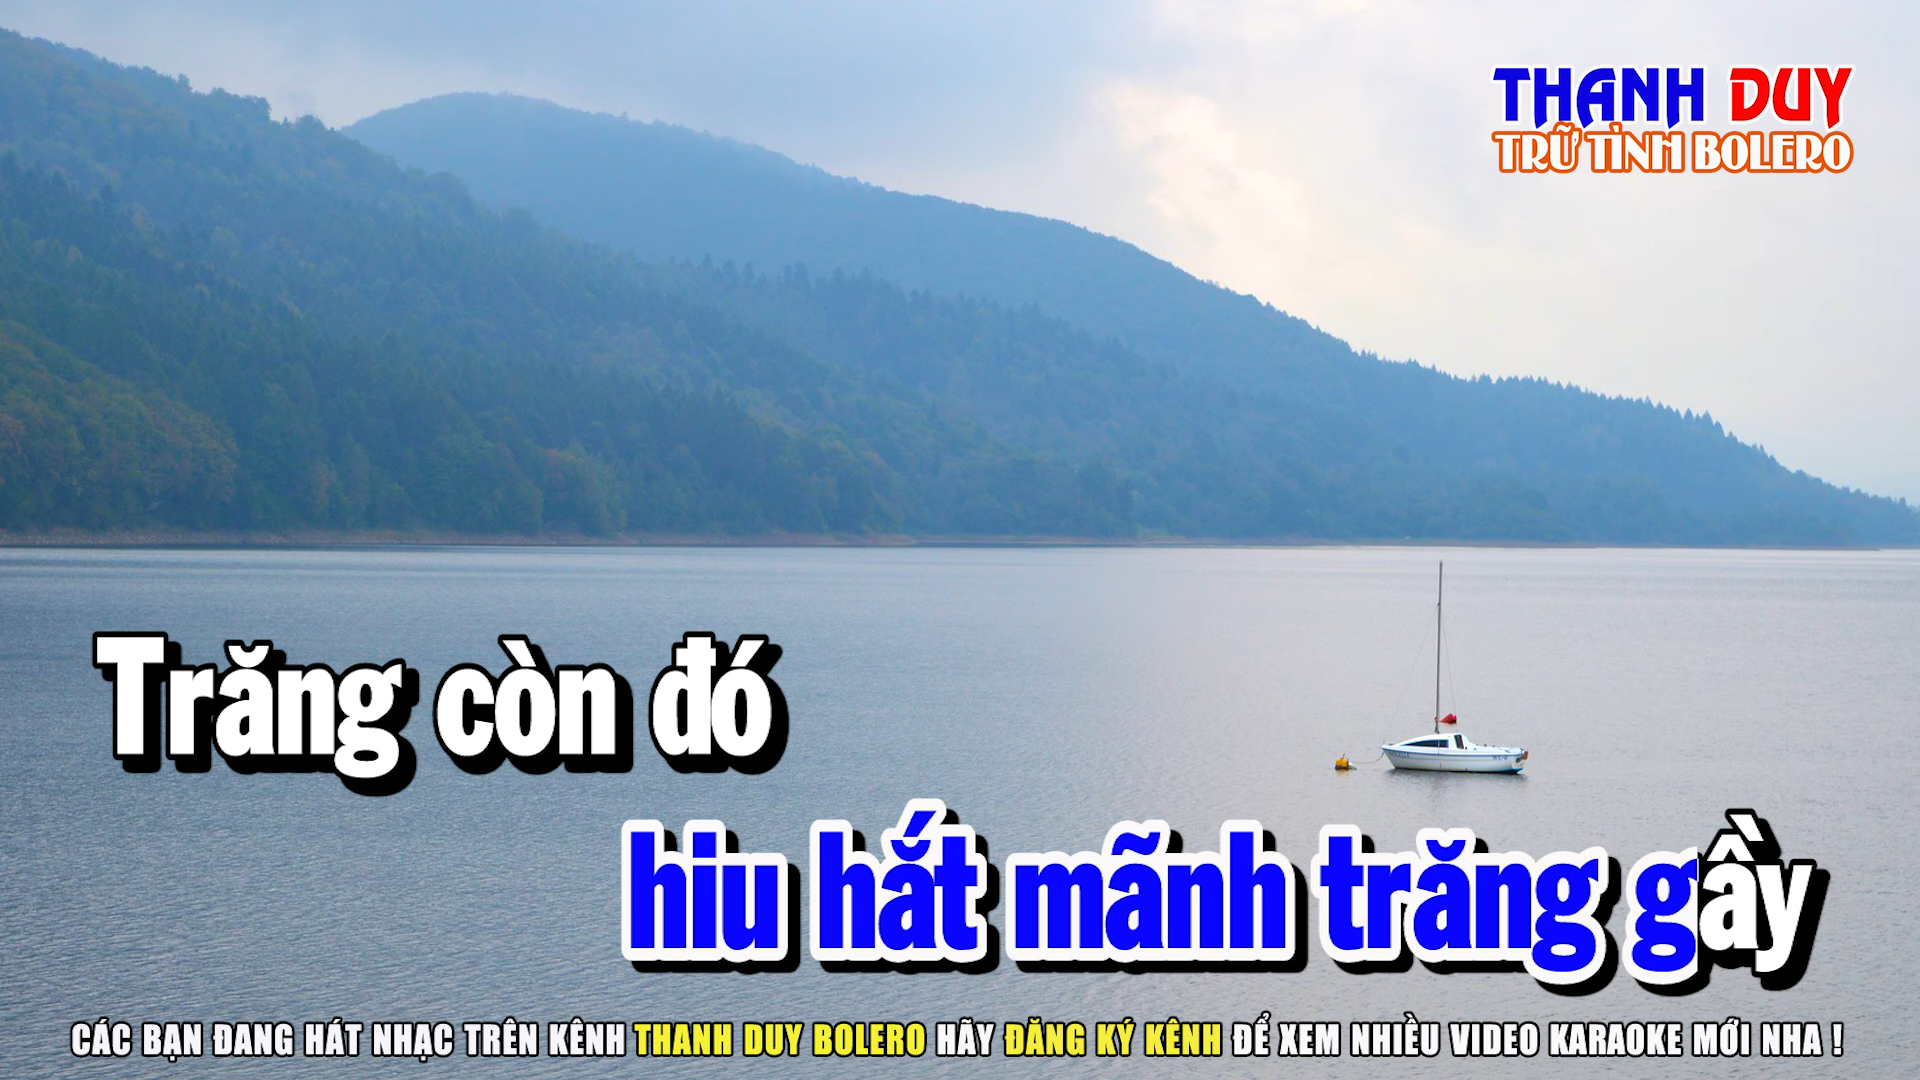 THANH DUY
TRỮ TÌNH BOLERO
Trăng còn đó
hiu hắt mãnh trăng gầy
CÁC BẠN ĐANG HÁT NHẠC TRÊN KÊNH THANH DUY BOLERO HÃY ĐĂNG KÝ KÊNH ĐỂ XEM NHIỀU VIDEO KARAOKE MỚI NHA !